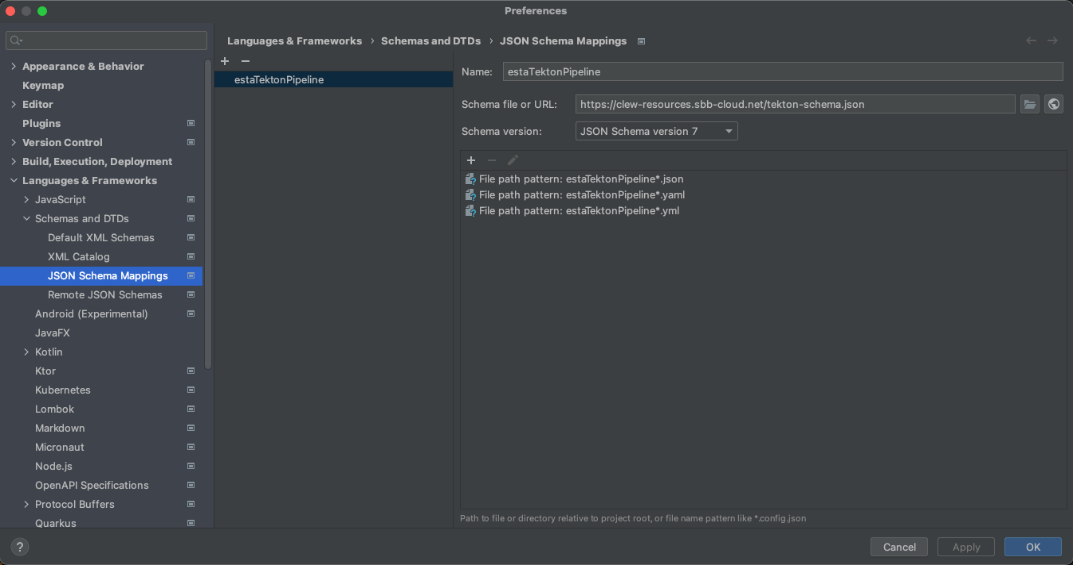 Preferences
Appearance & Behavior
Keymap
Editor
Plugins
Version Control
Build, Execution, Deployment
Languages & Frameworks
JavaScript
Schemas and DTDs
Default XML Schemas
XML Catalog
JSON Schema Mappings
Remote JSON Schemas
Android (Experimental)
JavaFX
Kotlin
Ktor
Kubernetes
Lombok
Markdown
Micronaut
Node.js
OpenAPI Specifications
Protocol Buffers
Quarkus
Languages & Frameworks › Schemas and DTDs › JSON Schema Mappings
estaTektonPipeline
Name: estaTektonPipeline
Schema file or URL: https://clew-resources.sbb-cloud.net/tekton-schema.json
Schema version: JSON Schema version 7
File path pattern: estaTektonPipeline*.json
File path pattern: estaTektonPipeline*.yaml
File path pattern: estaTektonPipeline*.yml
Path to file or directory relative to project root, or file name pattern like *.config.json
? Cancel Apply OK